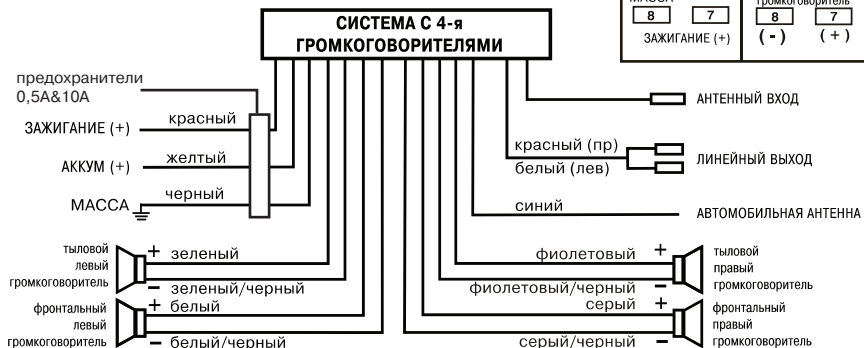 СИСТЕМА С 4-я
ГРОМКОГОВОРИТЕЛЯМИ
МАССА
8 7
ЗАЖИГАНИЕ (+)
громкоговоритель
8 7
(-) (+)
предохранители
0,5А&10А
ЗАЖИГАНИЕ (+)
красный
АККУМ (+)
желтый
МАССА
черный
АНТЕННЫЙ ВХОД
красный (пр)
белый (лев)
ЛИНЕЙНЫЙ ВЫХОД
синий
АВТОМОБИЛЬНАЯ АНТЕННА
тыловой
левый
громкоговоритель
+ зеленый
– зеленый/черный
фронтальный
левый
громкоговоритель
+ белый
– белый/черный
фиолетовый +
фиолетовый/черный –
тыловой
правый
громкоговоритель
серый +
серый/черный –
фронтальный
правый
громкоговоритель